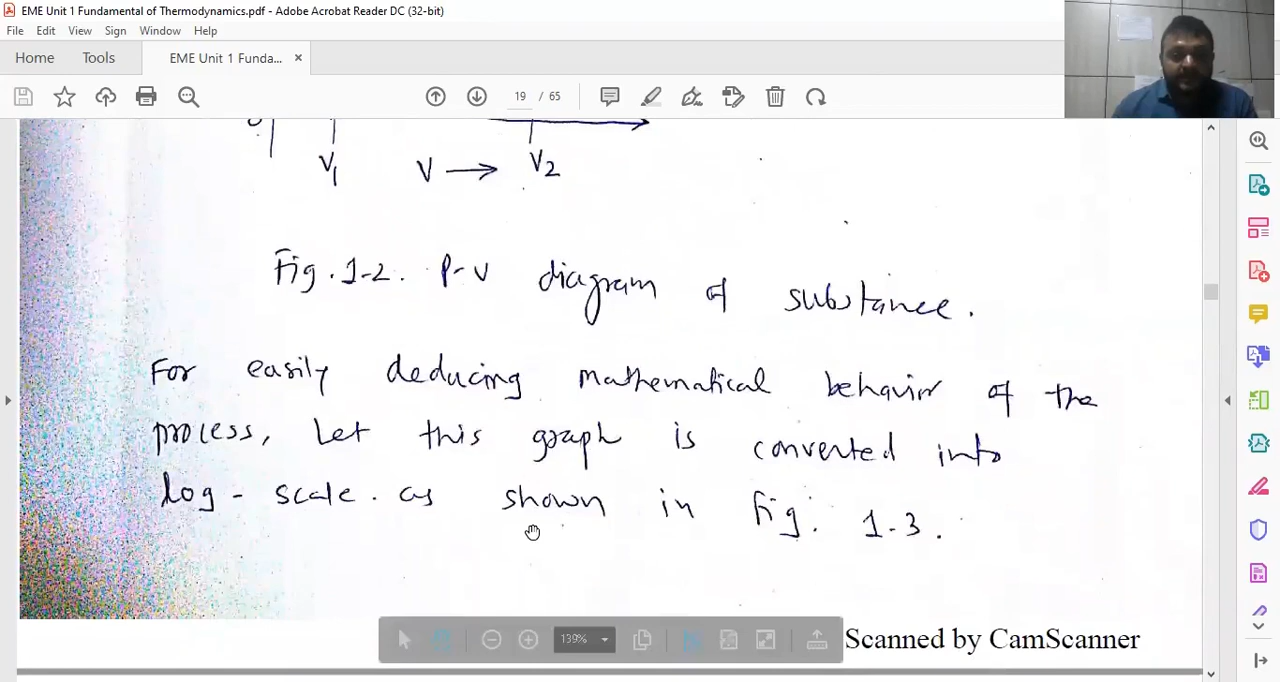 EME Unit 1 Fundamental of Thermodynamics.pdf - Adobe Acrobat Reader DC (32-bit)
File Edit View Sign Window Help
Home Tools EME Unit 1 Funda... ×
19 / 65
V1 V → V2
Fig. 1-2. P-V diagram of substance.
For easily deducing mathematical behavior of the
process, Let this graph is converted into
log - scale. as shown in Fig. 1-3.
139%
Scanned by CamScanner